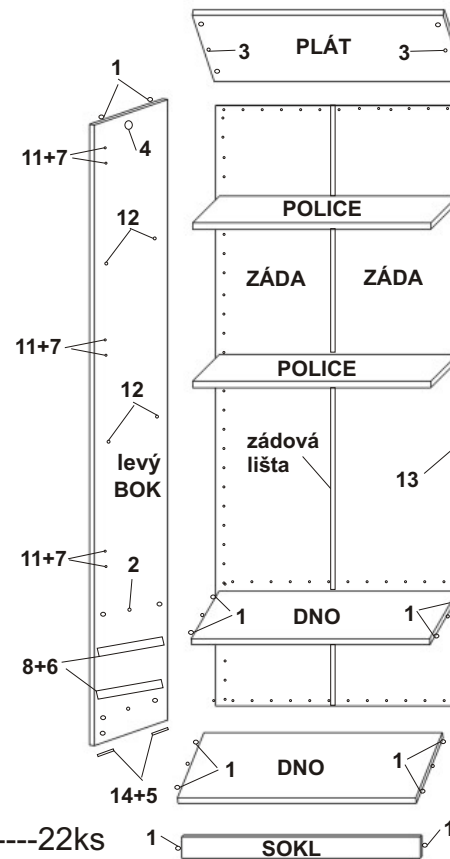 PLÁT
3
3
1
4
11+7
POLICE
12
ZÁDA
ZÁDA
11+7
POLICE
12
zádová
lišta
levý
BOK
13
11+7
2
1
DNO
1
8+6
1
DNO
1
14+5
----22ks
1
SOKL
1